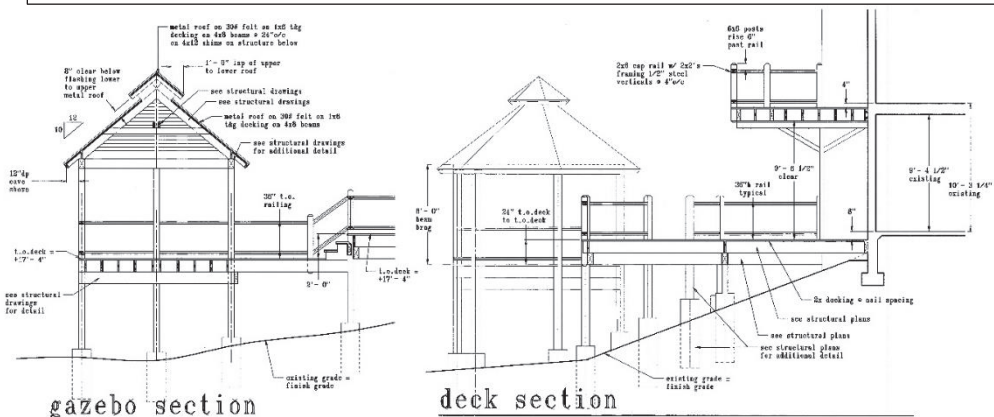 metal roof on 30# felt on 1x6 t&g
decking on 4x8 beams @ 24"o/c
on 4x12 shims on structure below
1'- 8" lap of upper
to lower roof
8" clear below
flashing lower
to upper
metal roof
see structural drawings
see structural drawings
metal roof on 30# felt on 1x6
t&g decking on 4x8 beams
12
10
see structural drawings
for additional detail
12"dp
eave
36" t.o.
railing
t.o.deck =
+17'- 4"
see structural
drawings
for detail
2'- 0"
t.o.deck =
+17'- 4"
existing grade =
finish grade
gazebo section
6x6 posts
rise 6"
past rail
2x6 cap rail w/ 2x2's
framing 1/2" steel
verticals @ 4"o/c
4"
9'- 8 1/2"
clear
9'- 4 1/2"
existing
10'- 3 1/4"
existing
8'- 0"
beam
brng
24" t.o.deck
to t.o.deck
36"h rail
typical
8"
2x decking @ nail spacing
see structural plans
see structural plans
see structural plans
for additional detail
existing grade =
finish grade
deck section